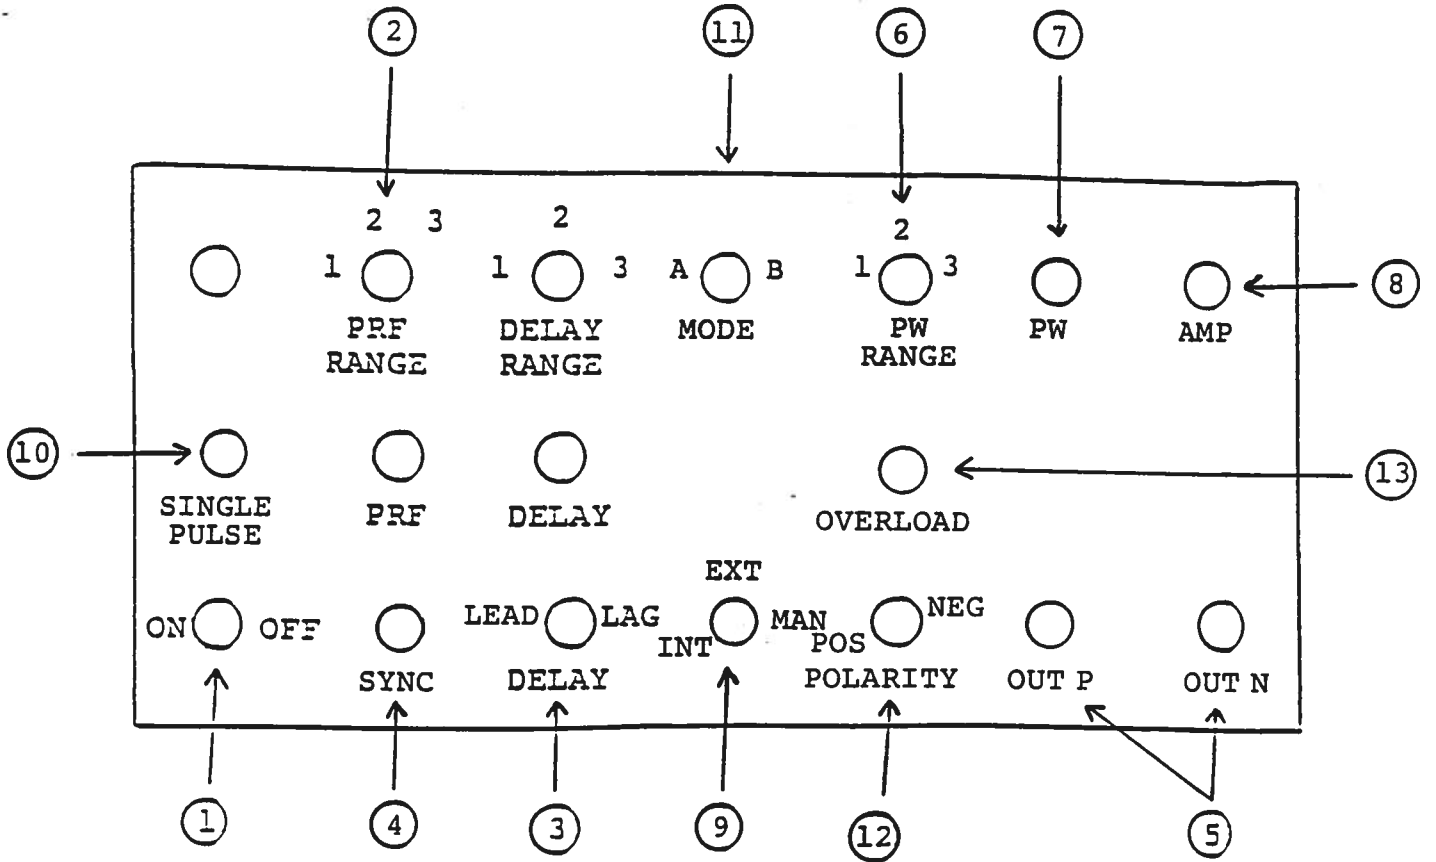 2 11 6 7
2 3 2 2
1 1 3 A B 1 3 8
PRF DELAY MODE PW PW AMP
RANGE RANGE RANGE
10 13
SINGLE PRF DELAY OVERLOAD
PULSE
EXT
ON OFF LEAD LAG INT MAN POS NEG
SYNC DELAY POLARITY OUT P OUT N
1 4 3 9 12 5